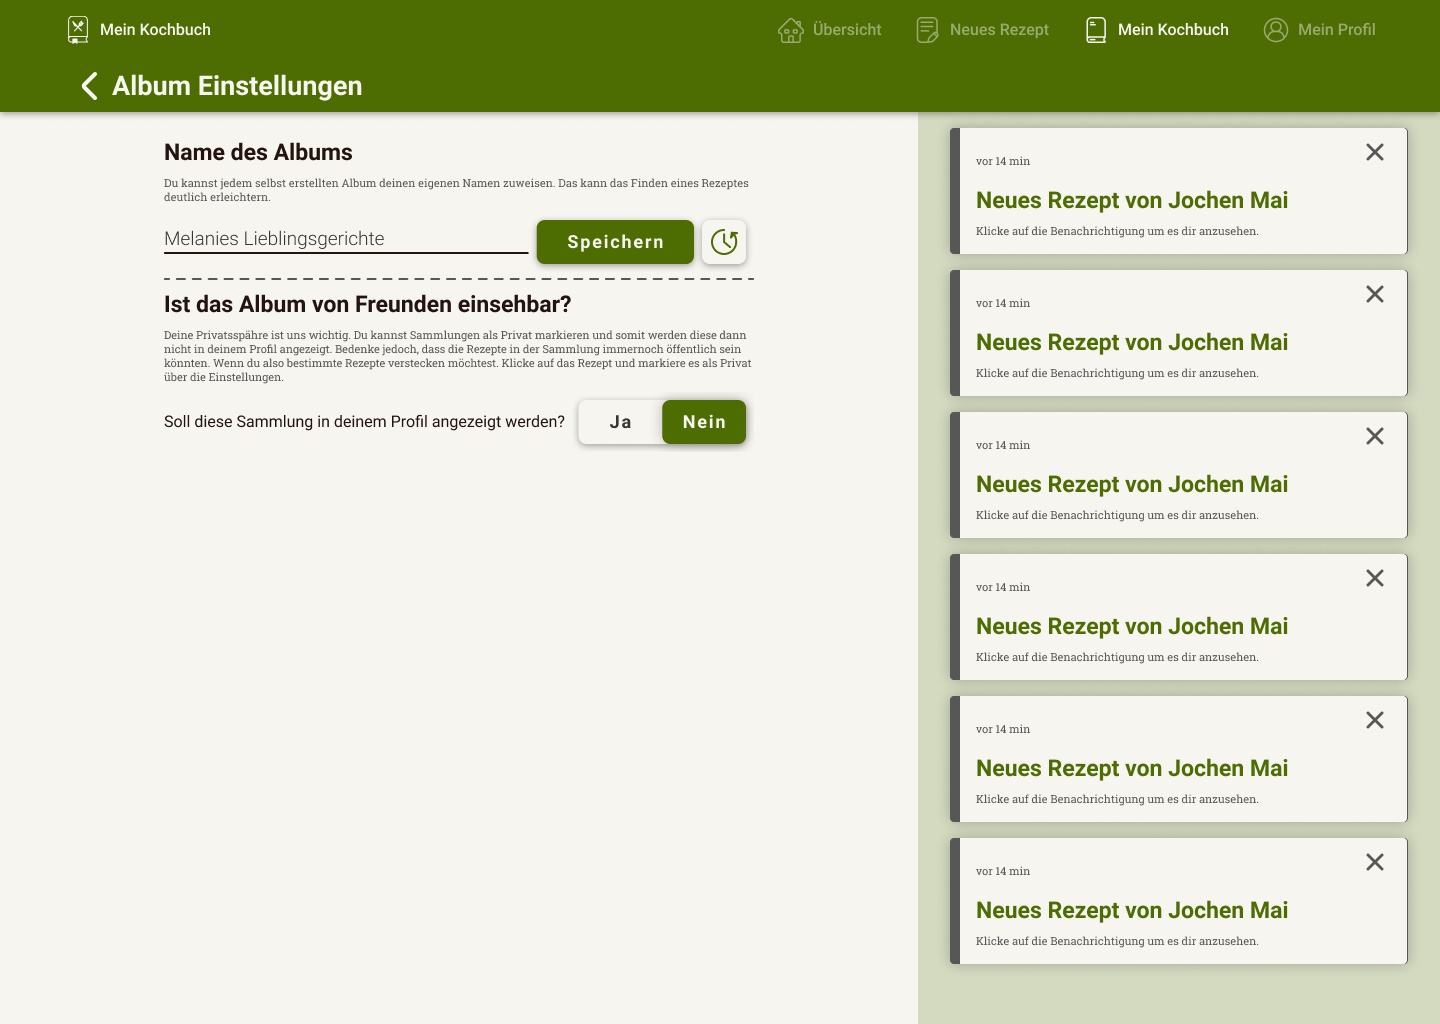 Mein Kochbuch
Übersicht
Neues Rezept
Mein Kochbuch
Mein Profil
Album Einstellungen
Name des Albums
Du kannst jedem selbst erstellten Album deinen eigenen Namen zuweisen. Das kann das Finden eines Rezeptes
deutlich erleichtern.
Melanies Lieblingsgerichte
Speichern
Ist das Album von Freunden einsehbar?
Deine Privatsspähre ist uns wichtig. Du kannst Sammlungen als Privat markieren und somit werden diese dann
nicht in deinem Profil angezeigt. Bedenke jedoch, dass die Rezepte in der Sammlung immernoch öffentlich sein
könnten. Wenn du also bestimmte Rezepte verstecken möchtest. Klicke auf das Rezept und markiere es als Privat
über die Einstellungen.
Soll diese Sammlung in deinem Profil angezeigt werden?
Ja
Nein
vor 14 min
Neues Rezept von Jochen Mai
Klicke auf die Benachrichtigung um es dir anzusehen.
vor 14 min
Neues Rezept von Jochen Mai
Klicke auf die Benachrichtigung um es dir anzusehen.
vor 14 min
Neues Rezept von Jochen Mai
Klicke auf die Benachrichtigung um es dir anzusehen.
vor 14 min
Neues Rezept von Jochen Mai
Klicke auf die Benachrichtigung um es dir anzusehen.
vor 14 min
Neues Rezept von Jochen Mai
Klicke auf die Benachrichtigung um es dir anzusehen.
vor 14 min
Neues Rezept von Jochen Mai
Klicke auf die Benachrichtigung um es dir anzusehen.